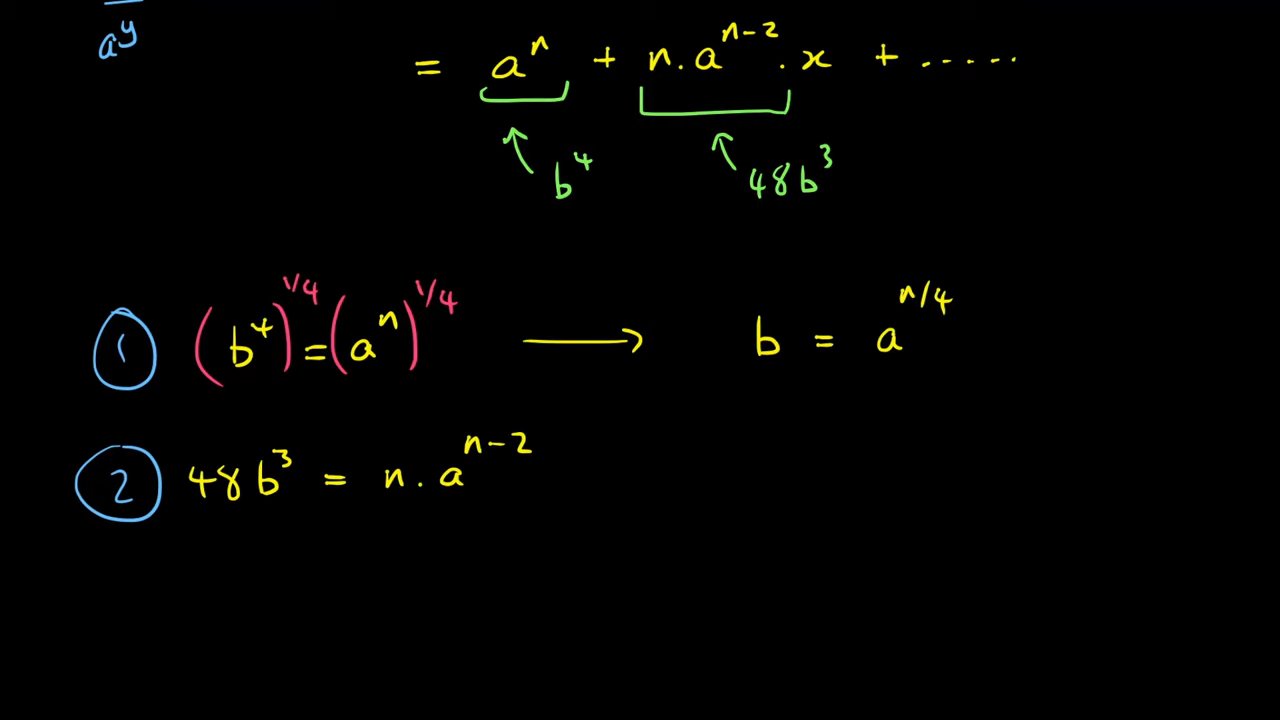 a^y
= a^n + n.a^{n-2}.x + .....
b^4 48b^3
1 (b^4)^{1/4} = (a^n)^{1/4} → b = a^{n/4}
2 48b^3 = n.a^{n-2}